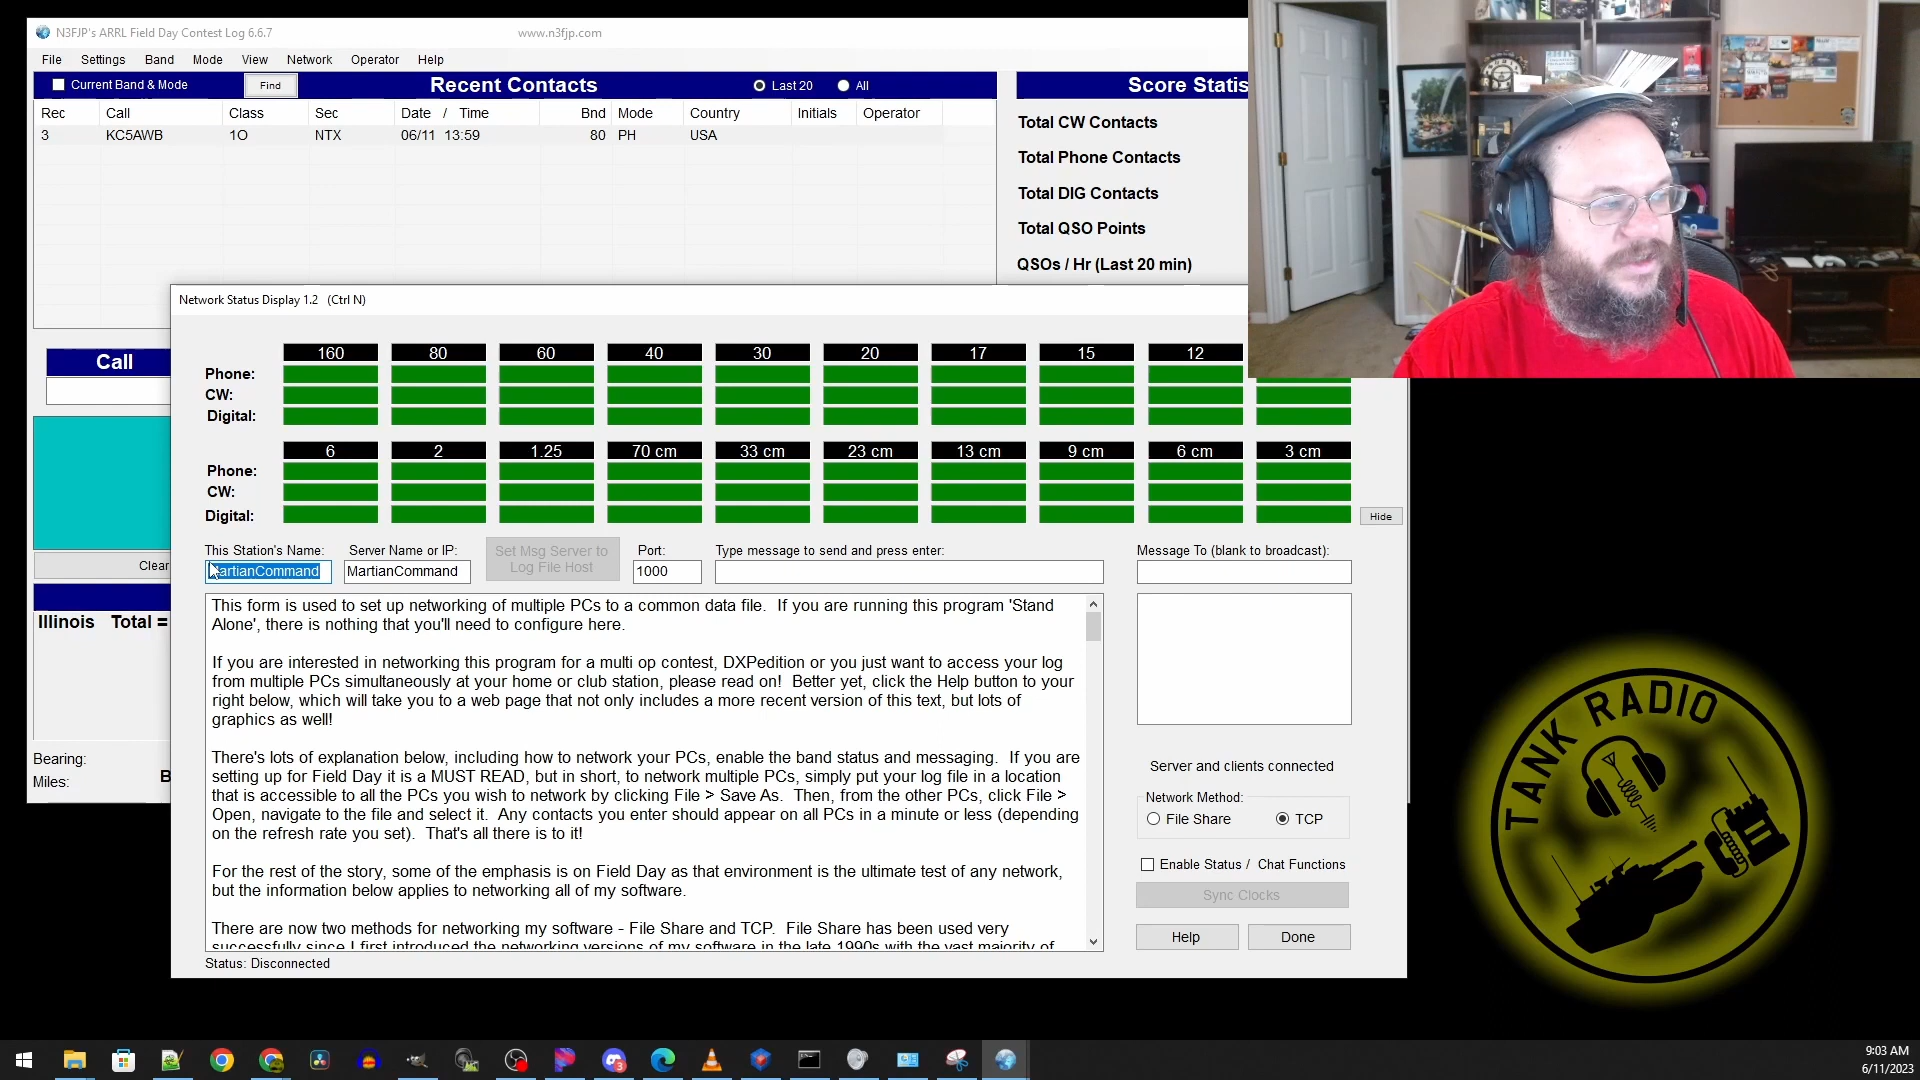 N3FJP's ARRL Field Day Contest Log 6.6.7
www.n3fjp.com
File Settings Band Mode View Network Operator Help
Current Band & Mode
Find
Recent Contacts
Last 20
All
Score Statis
Rec Call Class Sec Date / Time Bnd Mode Country Initials Operator
3 KC5AWB 1O NTX 06/11 13:59 80 PH USA
Total CW Contacts
Total Phone Contacts
Total DIG Contacts
Total QSO Points
QSOs / Hr (Last 20 min)
Call
Clear
Illinois Total =
Bearing:
Miles:
B
Network Status Display 1.2 (Ctrl N)
160 80 60 40 30 20 17 15 12
Phone:
CW:
Digital:
6 2 1.25 70 cm 33 cm 23 cm 13 cm 9 cm 6 cm 3 cm
Phone:
CW:
Digital:
Hide
This Station's Name:
Server Name or IP:
Set Msg Server to
Log File Host
Port:
Type message to send and press enter:
Message To (blank to broadcast):
MartianCommand
MartianCommand
1000
This form is used to set up networking of multiple PCs to a common data file. If you are running this program 'Stand
Alone', there is nothing that you'll need to configure here.
If you are interested in networking this program for a multi op contest, DXPedition or you just want to access your log
from multiple PCs simultaneously at your home or club station, please read on! Better yet, click the Help button to your
right below, which will take you to a web page that not only includes a more recent version of this text, but lots of
graphics as well!
There's lots of explanation below, including how to network your PCs, enable the band status and messaging. If you are
setting up for Field Day it is a MUST READ, but in short, to network multiple PCs, simply put your log file in a location
that is accessible to all the PCs you wish to network by clicking File > Save As. Then, from the other PCs, click File >
Open, navigate to the file and select it. Any contacts you enter should appear on all PCs in a minute or less (depending
on the refresh rate you set). That's all there is to it!
For the rest of the story, some of the emphasis is on Field Day as that environment is the ultimate test of any network,
but the information below applies to networking all of my software.
There are now two methods for networking my software - File Share and TCP. File Share has been used very
successfully since I first introduced the networking versions of my software in the late 1990s with the vast majority of
Server and clients connected
Network Method:
File Share
TCP
Enable Status / Chat Functions
Sync Clocks
Help
Done
Status: Disconnected
TANK RADIO
3
9:03 AM
6/11/2023